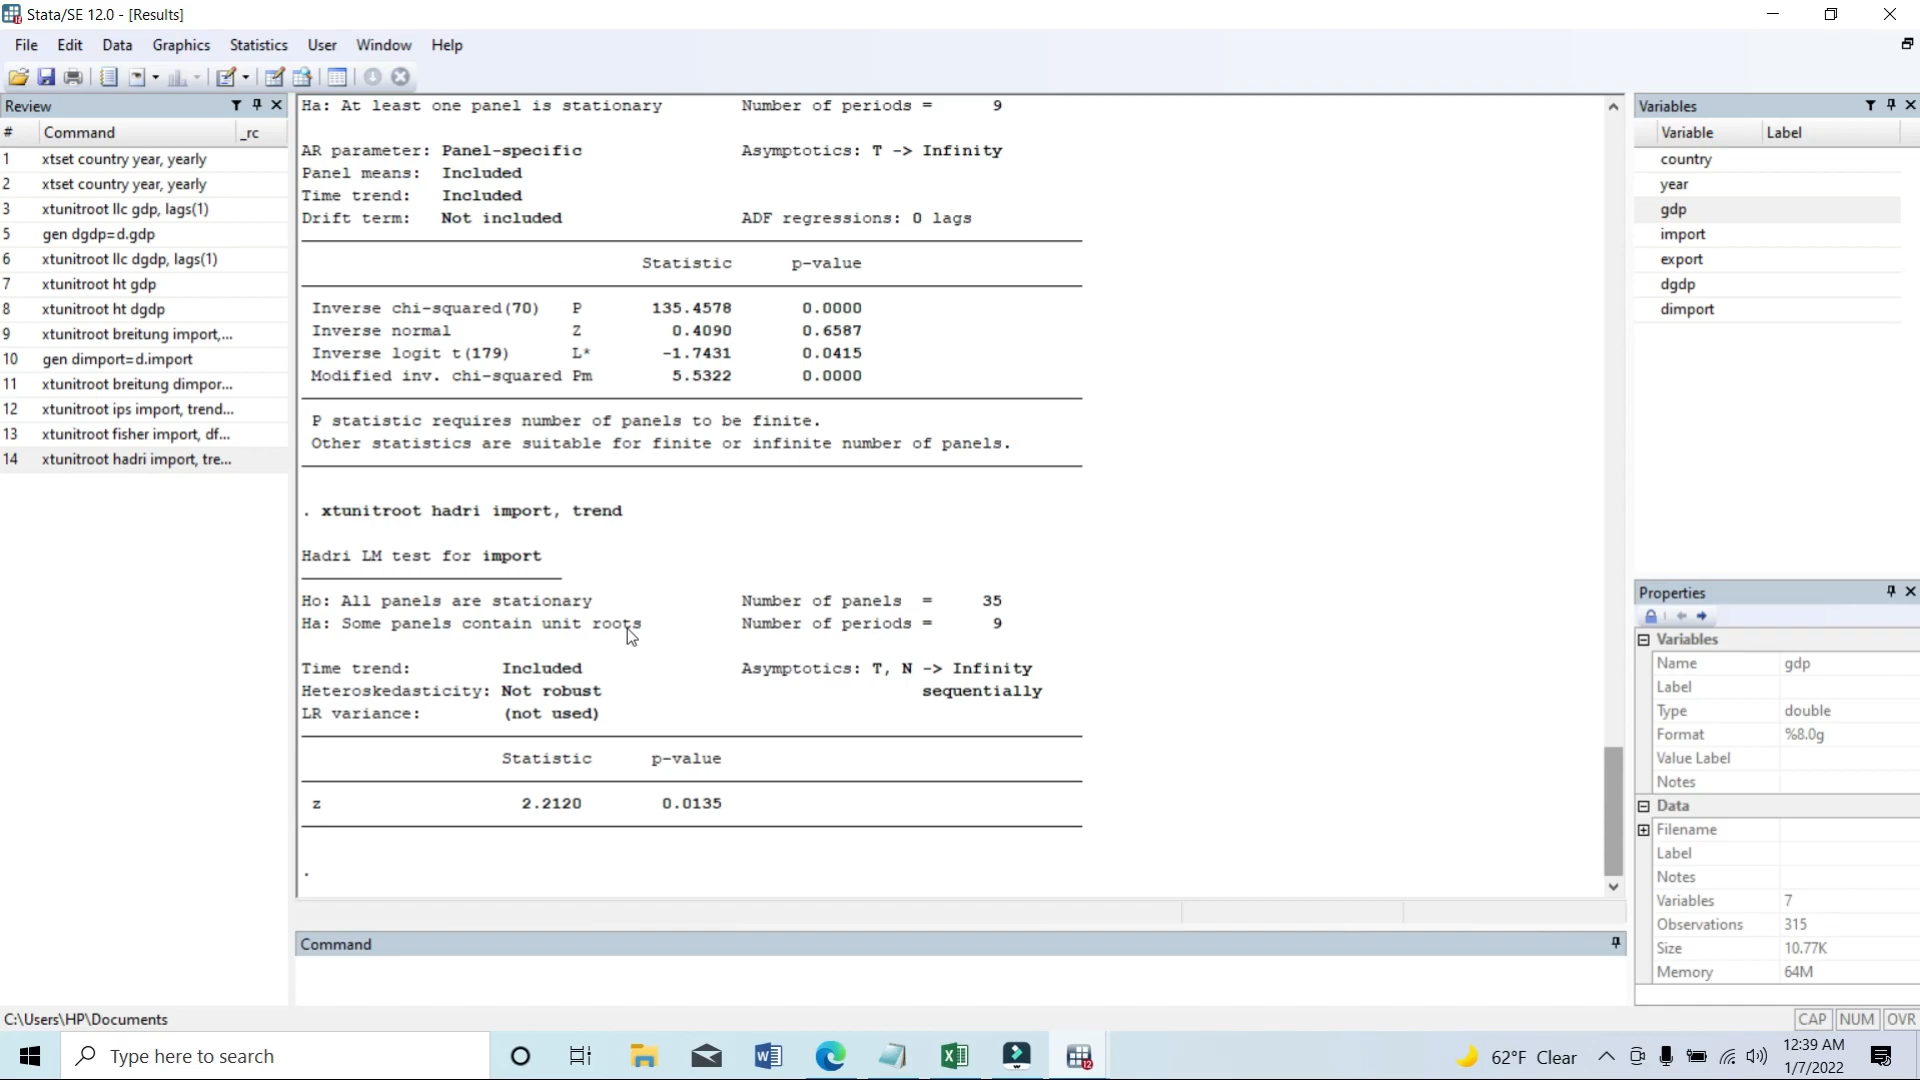 Stata/SE 12.0 - [Results]
File Edit Data Graphics Statistics User Window Help
Review
# Command _rc
1 xtset country year, yearly
2 xtset country year, yearly
3 xtunitroot llc gdp, lags(1)
5 gen dgdp=d.gdp
6 xtunitroot llc dgdp, lags(1)
7 xtunitroot ht gdp
8 xtunitroot ht dgdp
9 xtunitroot breitung import,...
10 gen dimport=d.import
11 xtunitroot breitung dimpor...
12 xtunitroot ips import, trend...
13 xtunitroot fisher import, df...
14 xtunitroot hadri import, tre...
Ha: At least one panel is stationary Number of periods = 9
AR parameter: Panel-specific Asymptotics: T -> Infinity
Panel means: Included
Time trend: Included
Drift term: Not included ADF regressions: 0 lags
Statistic p-value
Inverse chi-squared(70) P 135.4578 0.0000
Inverse normal Z 0.4090 0.6587
Inverse logit t(179) L* -1.7431 0.0415
Modified inv. chi-squared Pm 5.5322 0.0000
P statistic requires number of panels to be finite.
Other statistics are suitable for finite or infinite number of panels.
. xtunitroot hadri import, trend
Hadri LM test for import
Ho: All panels are stationary Number of panels = 35
Ha: Some panels contain unit roots Number of periods = 9
Time trend: Included Asymptotics: T, N -> Infinity
Heteroskedasticity: Not robust sequentially
LR variance: (not used)
Statistic p-value
z 2.2120 0.0135
.
Command
Variables
Variable Label
country
year
gdp
import
export
dgdp
dimport
Properties
Variables
Name gdp
Label
Type double
Format %8.0g
Value Label
Notes
Data
Filename
Label
Notes
Variables 7
Observations 315
Size 10.77K
Memory 64M
C:\Users\HP\Documents
CAP NUM OVR
Type here to search
62°F Clear
12:39 AM
1/7/2022